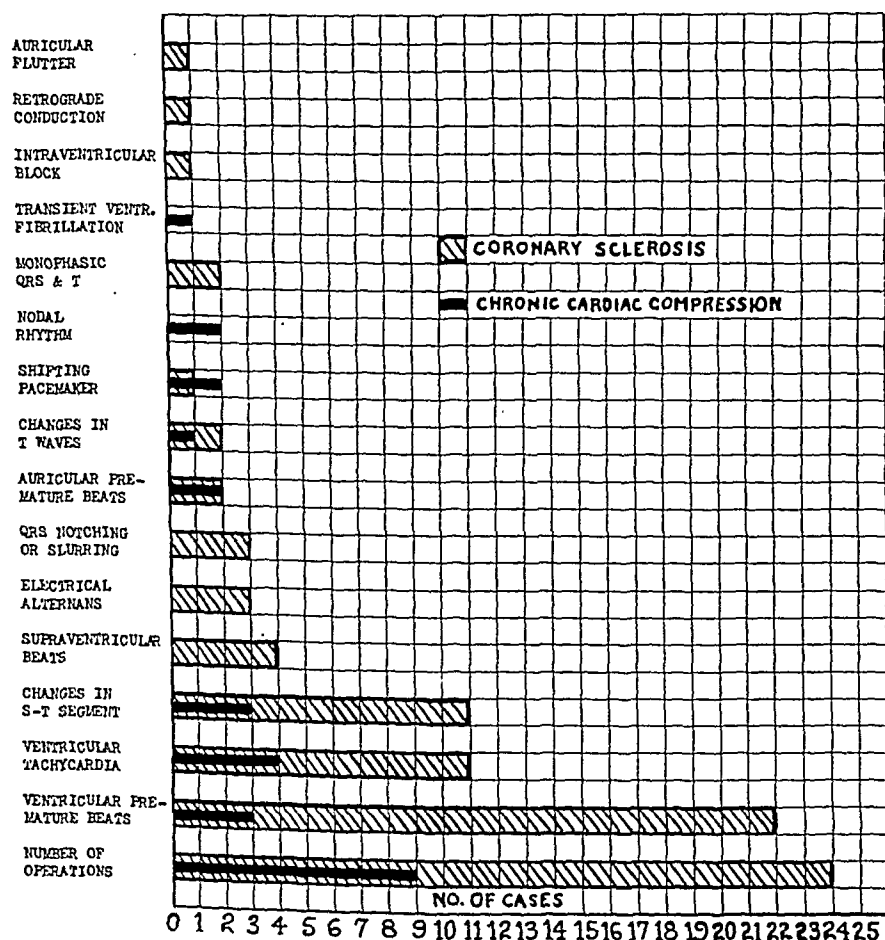 AURICULAR
FLUTTER
RETROGRADE
CONDUCTION
INTRAVENTRICULAR
BLOCK
TRANSIENT VENTR.
FIBRILLATION
MONOPHASIC
QRS & T
NODAL
RHYTHM
SHIFTING
PACEMAKER
CHANGES IN
T WAVES
AURICULAR PRE-
MATURE BEATS
QRS NOTCHING
OR SLURRING
ELECTRICAL
ALTERNANS
SUPRAVENTRICULAR
BEATS
CHANGES IN
S-T SEGMENT
VENTRICULAR
TACHYCARDIA
VENTRICULAR PRE-
MATURE BEATS
NUMBER OF
OPERATIONS
CORONARY SCLEROSIS
CHRONIC CARDIAC COMPRESSION
NO. OF CASES
0 1 2 3 4 5 6 7 8 9 10 11 12 13 14 15 16 17 18 19 20 21 22 23 24 25